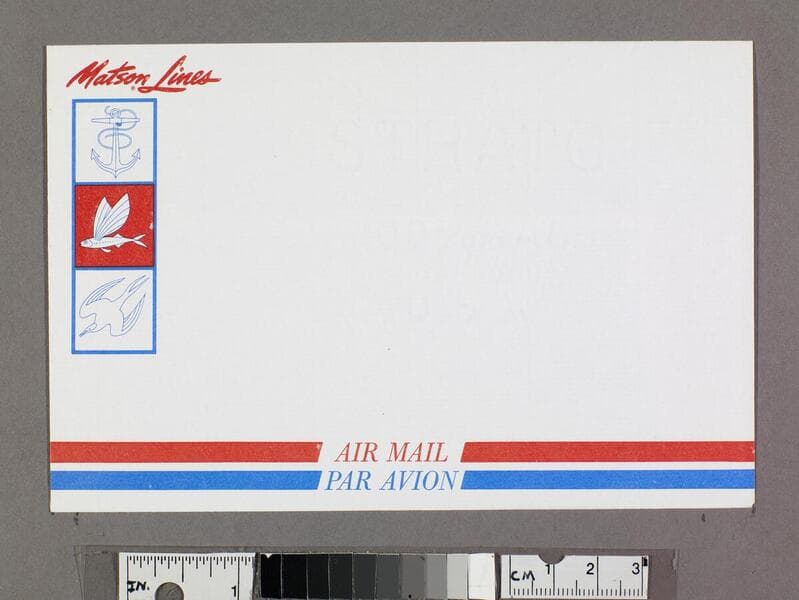 Matson Lines
AIR MAIL
PAR AVION
IN. 1
CM 1 2 3